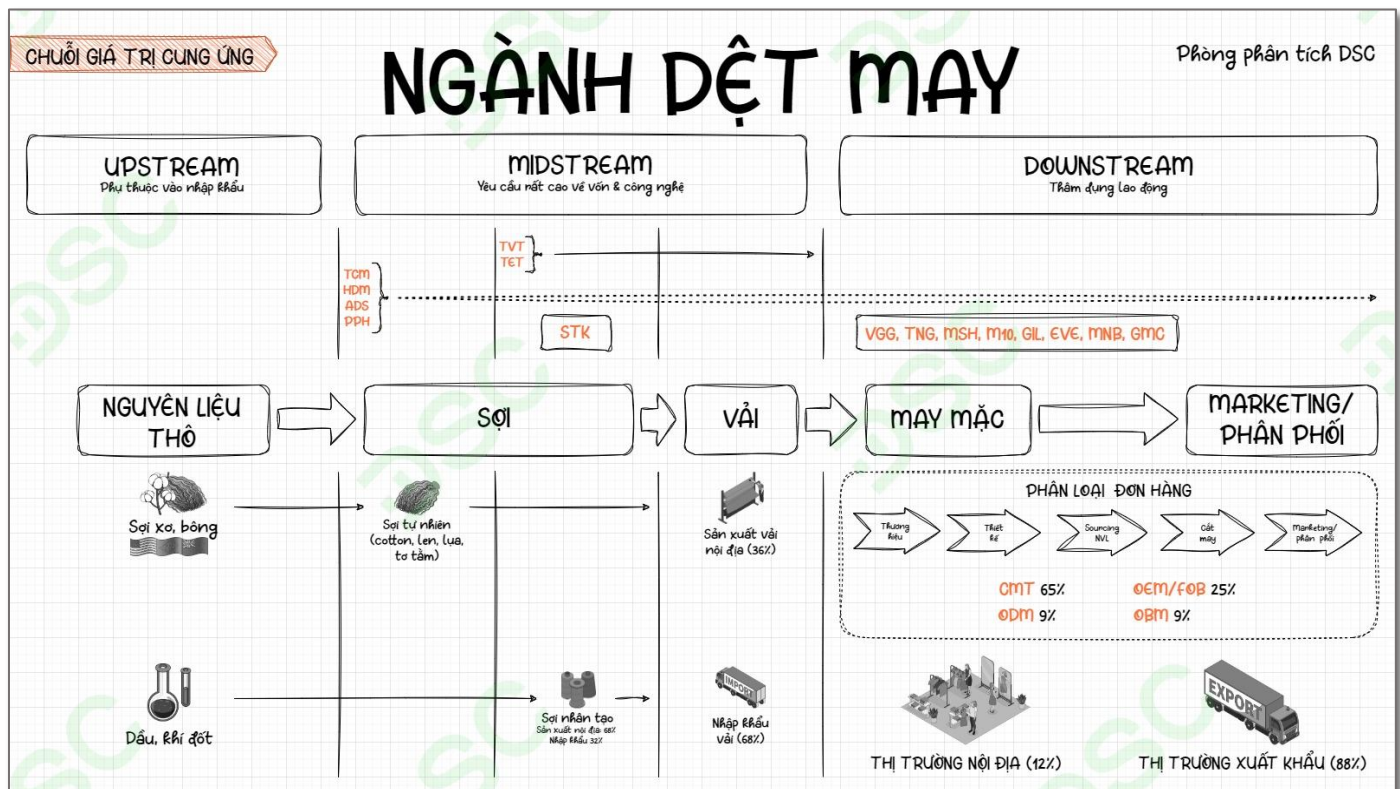 CHUỖI GIÁ TRỊ CUNG ỨNG
NGÀNH DỆT MAY
Phòng phân tích DSC
UPSTREAM
Phụ thuộc vào nhập khẩu
MIDSTREAM
Yêu cầu rất cao về vốn & công nghệ
DOWNSTREAM
Thâm dụng lao động
TVT
TET
TCM
HDM
ADS
PPH
STK
VGG, TNG, MSH, M10, GIL, EVE, MNB, GMC
NGUYÊN LIỆU
THÔ
SỢI
VẢI
MAY MẶC
MARKETING/
PHÂN PHỐI
Sợi xơ, bông
Sợi tự nhiên
(cotton, len, lụa,
tơ tằm)
Sản xuất vải
nội địa (36%)
PHÂN LOẠI ĐƠN HÀNG
Thương
hiệu
Thiết
kế
Sourcing
NVL
Cắt
may
Marketing/
phân phối
CMT 65%
OEM/FOB 25%
ODM 9%
OBM 9%
Dầu, khí đốt
Sợi nhân tạo
Sản xuất nội địa: 68%
Nhập khẩu 32%
IMPORT
Nhập khẩu
vải (68%)
THỊ TRƯỜNG NỘI ĐỊA (12%)
EXPORT
THỊ TRƯỜNG XUẤT KHẨU (88%)
DSC
DSC
DSC
DSC
DSC
DSC